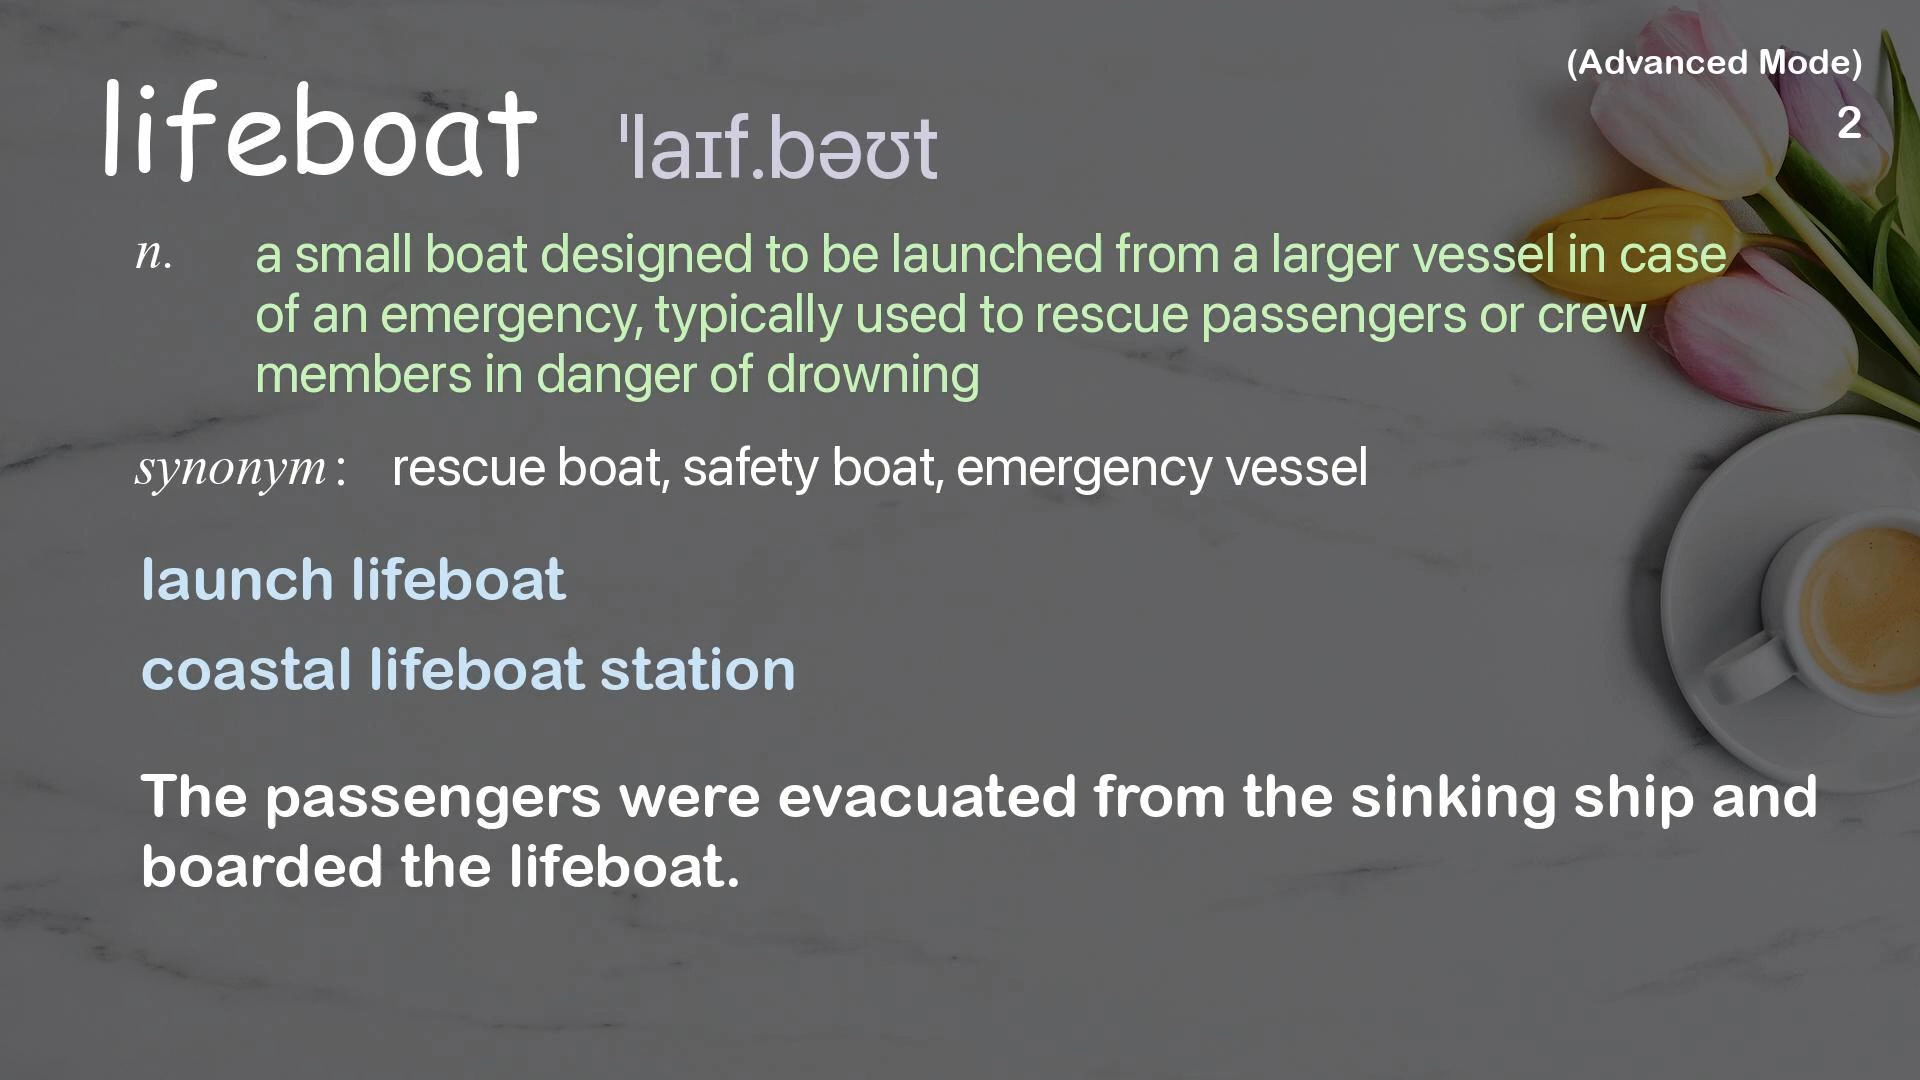 (Advanced Mode)
2
lifeboat ˈlaɪf.bəʊt
n. a small boat designed to be launched from a larger vessel in case
of an emergency, typically used to rescue passengers or crew
members in danger of drowning
synonym: rescue boat, safety boat, emergency vessel
launch lifeboat
coastal lifeboat station
The passengers were evacuated from the sinking ship and
boarded the lifeboat.